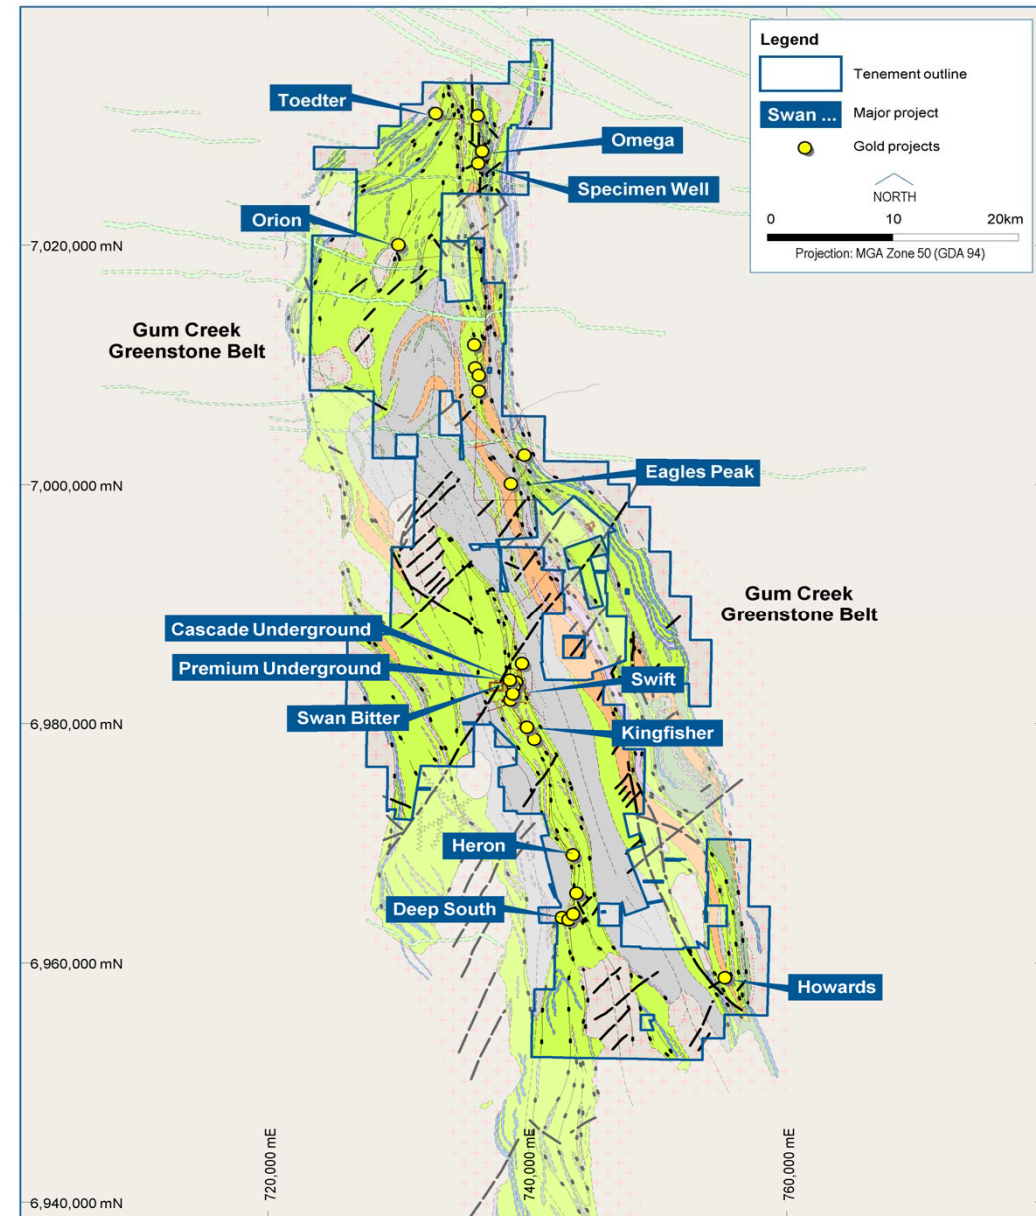 Legend
Tenement outline
Swan ... Major project
Gold projects
NORTH
0 10 20km
Projection: MGA Zone 50 (GDA 94)
Toedter
Omega
Specimen Well
Orion
7,020,000 mN
Gum Creek
Greenstone Belt
Eagles Peak
7,000,000 mN
Gum Creek
Greenstone Belt
Cascade Underground
Premium Underground
Swift
Swan Bitter
6,980,000 mN
Kingfisher
Heron
Deep South
6,960,000 mN
Howards
720,000 mE
740,000 mE
760,000 mE
6,940,000 mN